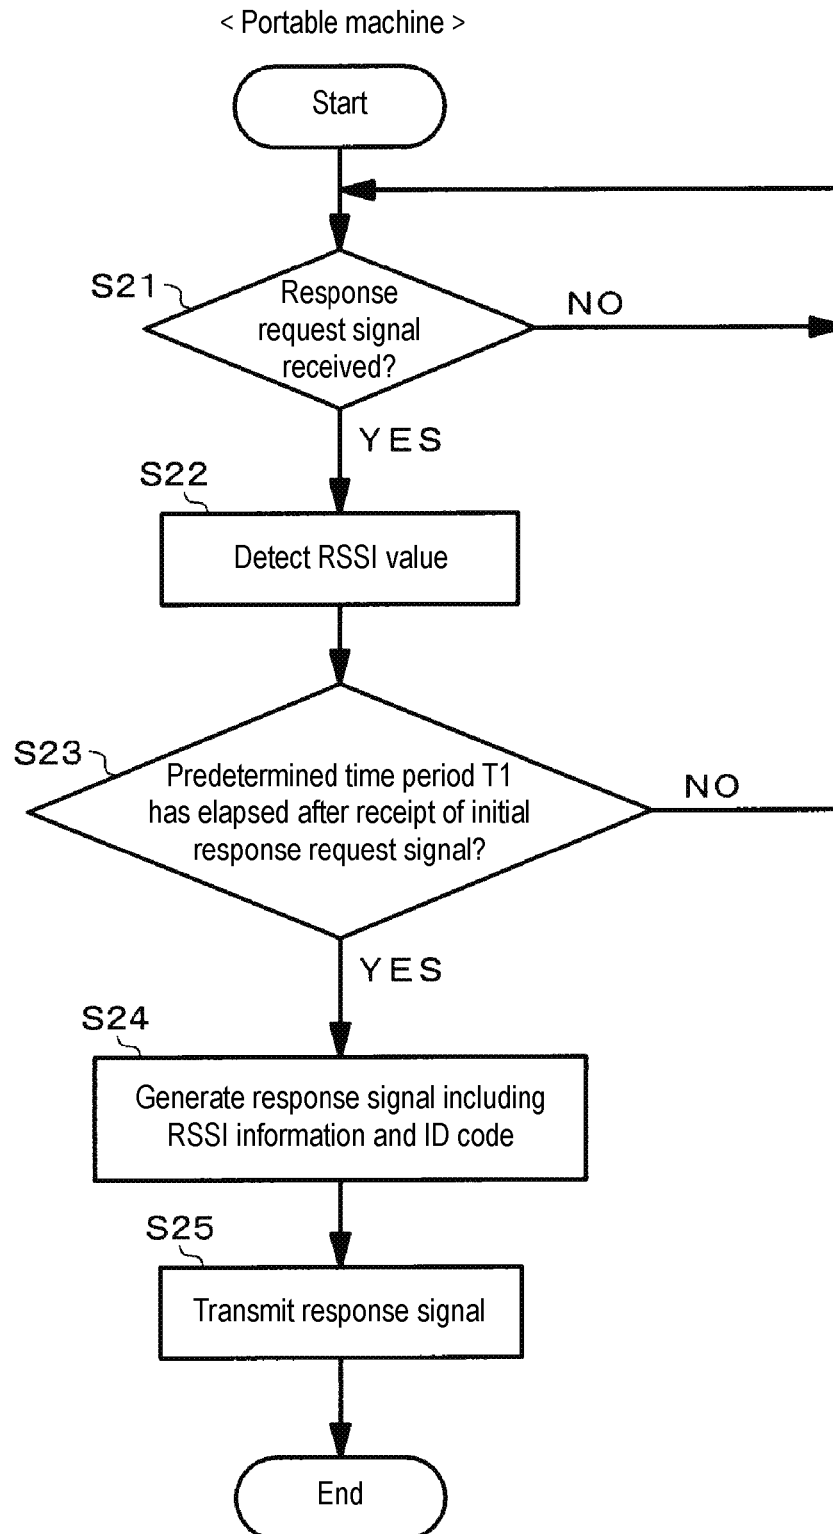 < Portable machine >
Start
S21
Response
request signal
received?
NO
YES
S22
Detect RSSI value
S23
Predetermined time period T1
has elapsed after receipt of initial
response request signal?
NO
YES
S24
Generate response signal including
RSSI information and ID code
S25
Transmit response signal
End